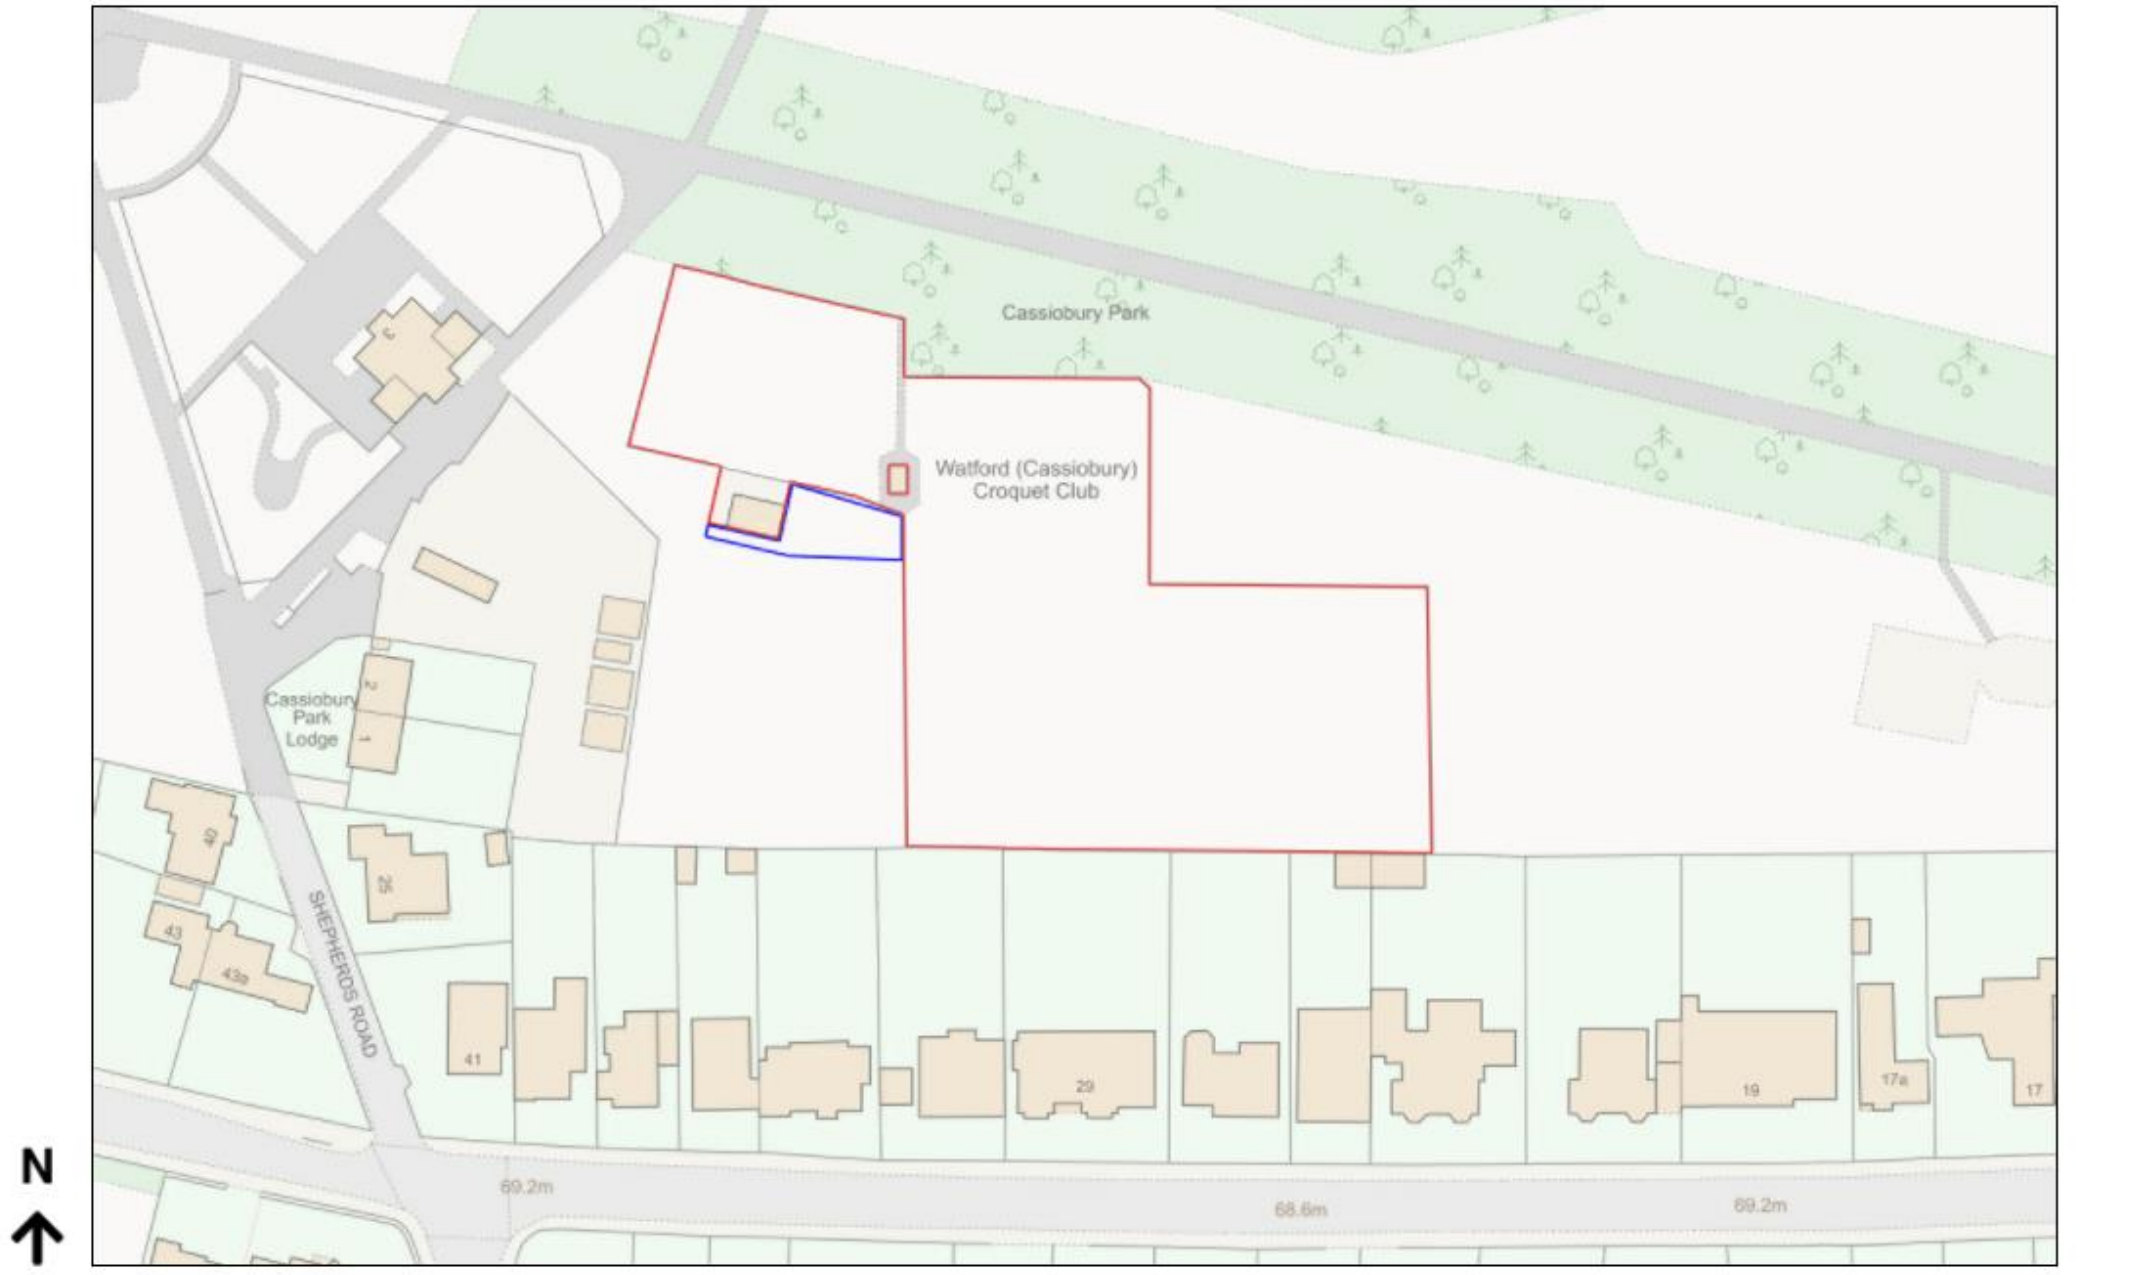 3
Cassiobury Park
Watford (Cassiobury)
Croquet Club
2
Cassiobury
Park
Lodge
1
43
43a
25
SHEPHERDS ROAD
41
29
19
17a
17
N
69.2m
68.6m
69.2m